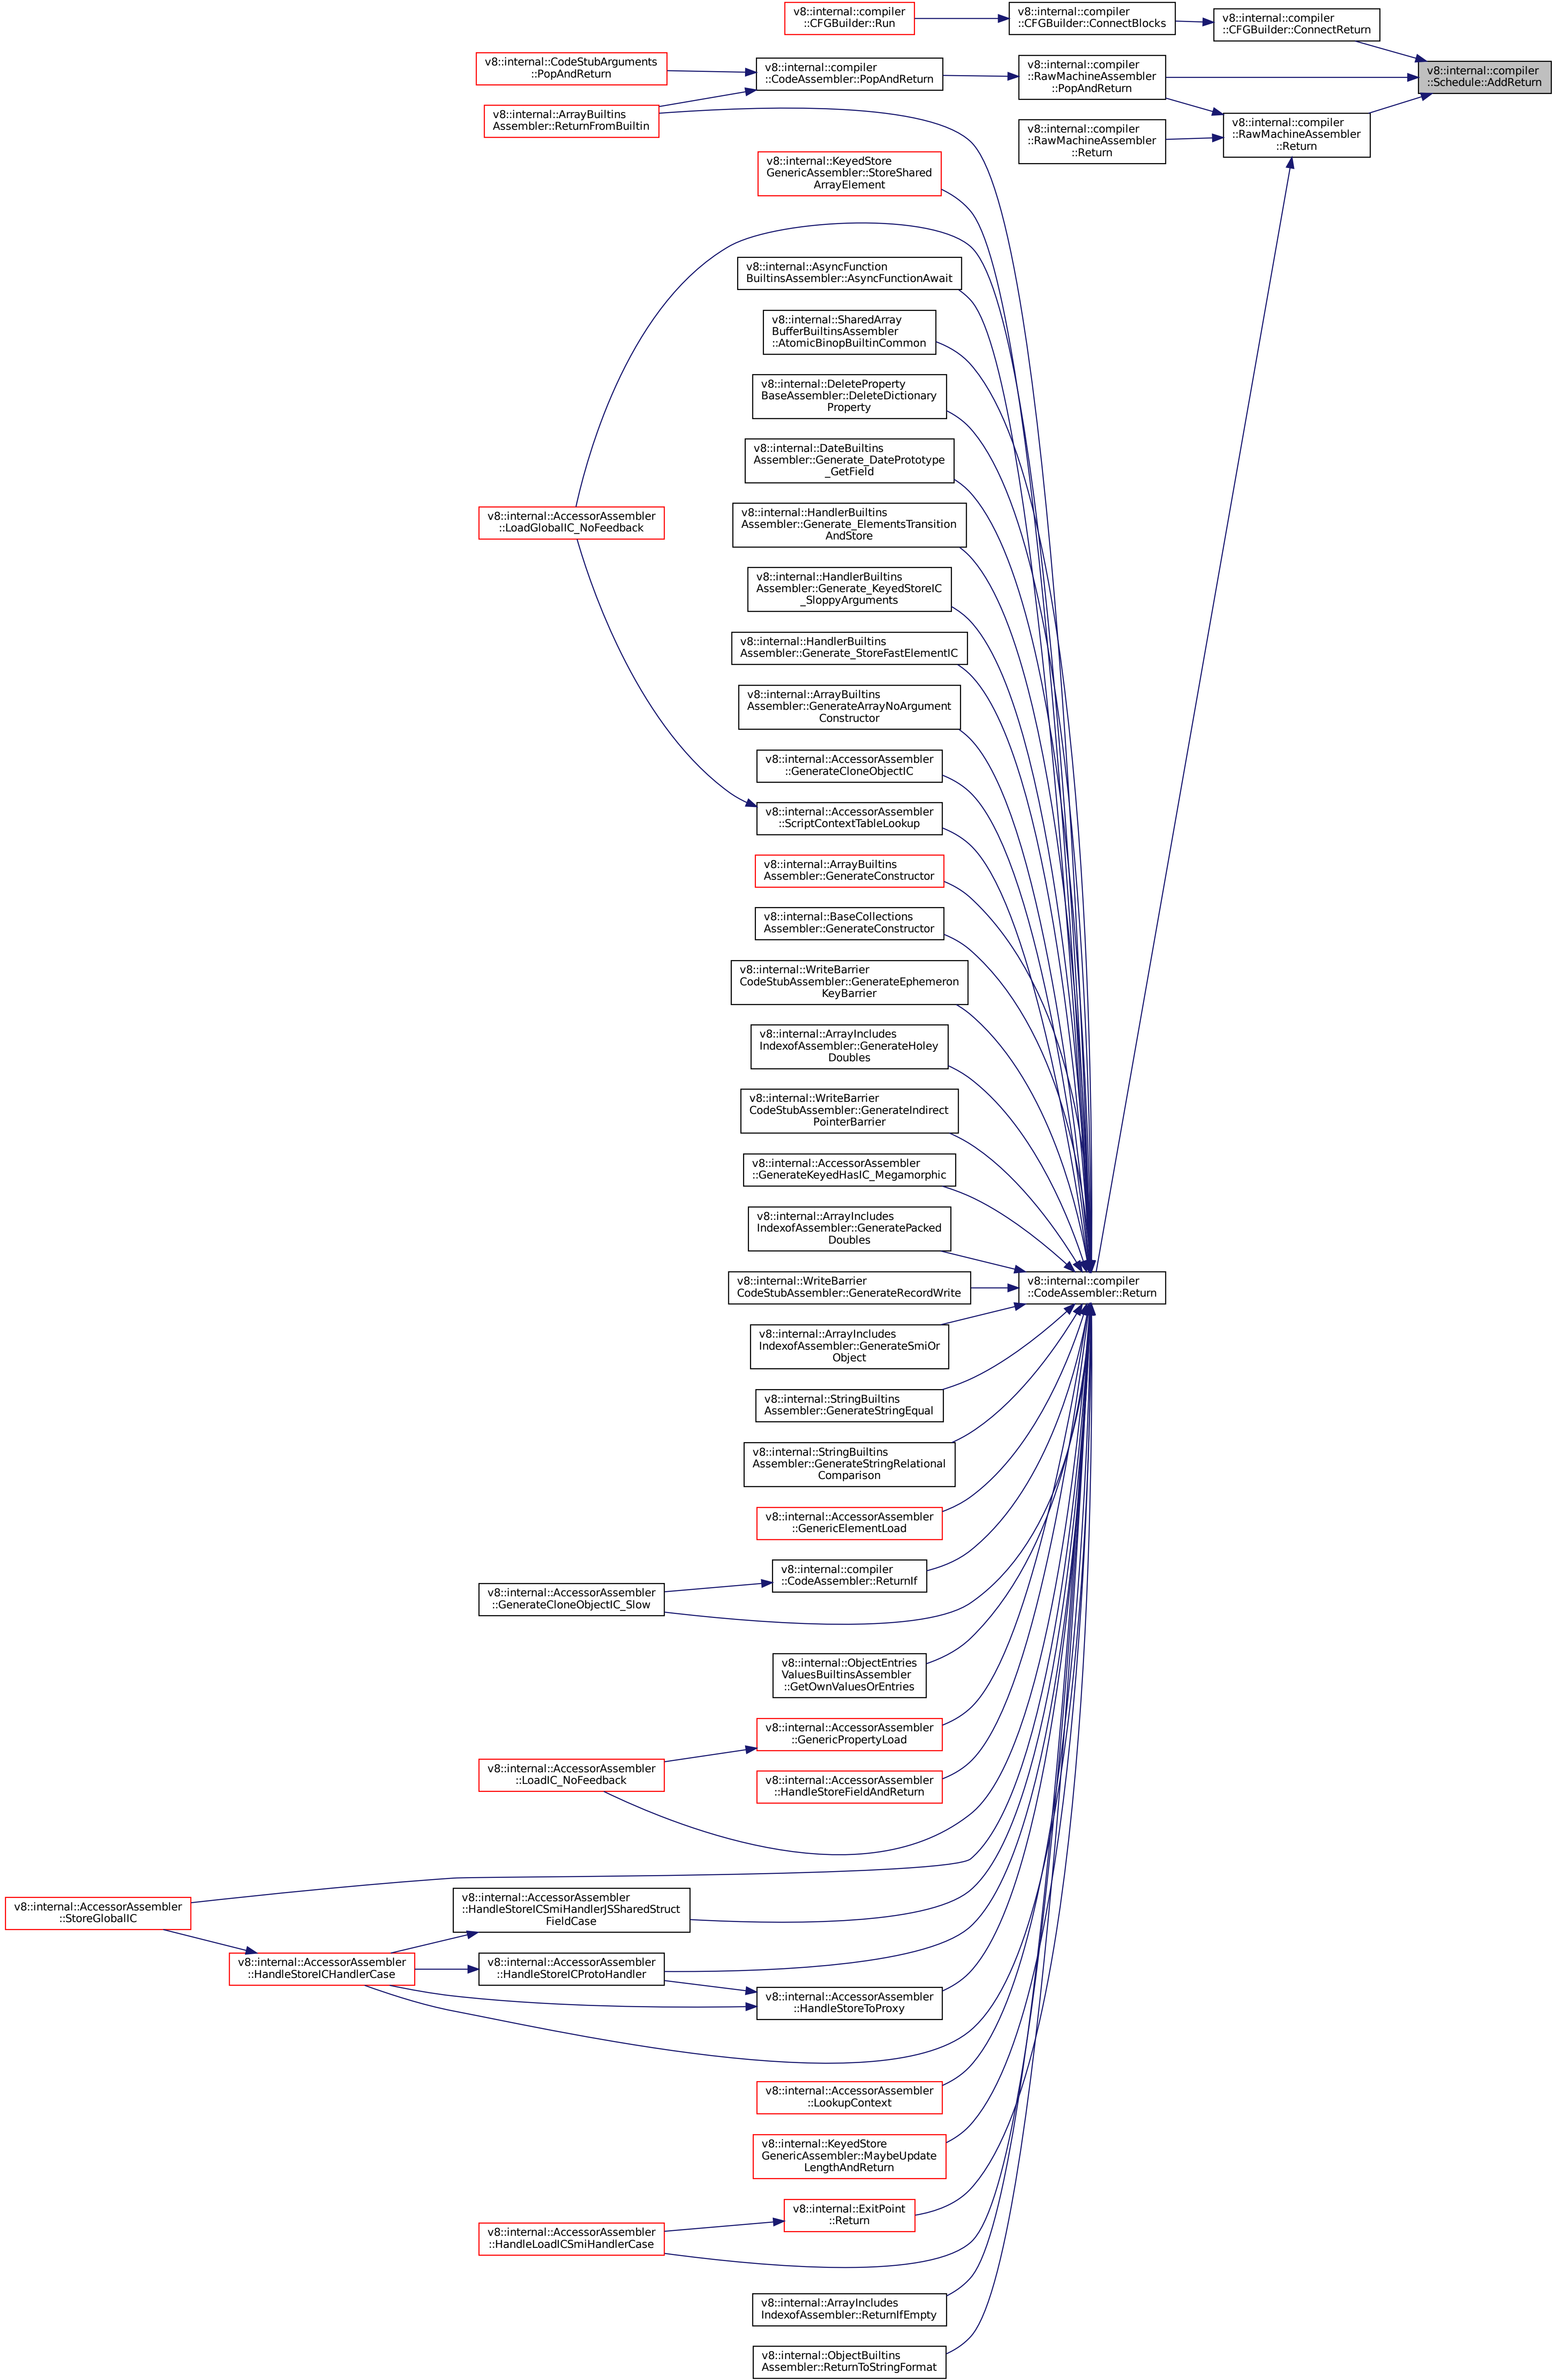 v8::internal::compiler
::CFGBuilder::Run
v8::internal::compiler
::CFGBuilder::ConnectBlocks
v8::internal::compiler
::CFGBuilder::ConnectReturn
v8::internal::compiler
::Schedule::AddReturn
v8::internal::CodeStubArguments
::PopAndReturn
v8::internal::compiler
::CodeAssembler::PopAndReturn
v8::internal::compiler
::RawMachineAssembler
::PopAndReturn
v8::internal::ArrayBuiltins
Assembler::ReturnFromBuiltin
v8::internal::compiler
::RawMachineAssembler
::Return
v8::internal::compiler
::RawMachineAssembler
::Return
v8::internal::KeyedStore
GenericAssembler::StoreShared
ArrayElement
v8::internal::AsyncFunction
BuiltinsAssembler::AsyncFunctionAwait
v8::internal::SharedArray
BufferBuiltinsAssembler
::AtomicBinopBuiltinCommon
v8::internal::DeleteProperty
BaseAssembler::DeleteDictionary
Property
v8::internal::DateBuiltins
Assembler::Generate_DatePrototype
_GetField
v8::internal::AccessorAssembler
::LoadGlobalIC_NoFeedback
v8::internal::HandlerBuiltins
Assembler::Generate_ElementsTransition
AndStore
v8::internal::HandlerBuiltins
Assembler::Generate_KeyedStoreIC
_SloppyArguments
v8::internal::HandlerBuiltins
Assembler::Generate_StoreFastElementIC
v8::internal::ArrayBuiltins
Assembler::GenerateArrayNoArgument
Constructor
v8::internal::AccessorAssembler
::GenerateCloneObjectIC
v8::internal::AccessorAssembler
::ScriptContextTableLookup
v8::internal::ArrayBuiltins
Assembler::GenerateConstructor
v8::internal::BaseCollections
Assembler::GenerateConstructor
v8::internal::WriteBarrier
CodeStubAssembler::GenerateEphemeron
KeyBarrier
v8::internal::ArrayIncludes
IndexofAssembler::GenerateHoley
Doubles
v8::internal::WriteBarrier
CodeStubAssembler::GenerateIndirect
PointerBarrier
v8::internal::AccessorAssembler
::GenerateKeyedHasIC_Megamorphic
v8::internal::ArrayIncludes
IndexofAssembler::GeneratePacked
Doubles
v8::internal::WriteBarrier
CodeStubAssembler::GenerateRecordWrite
v8::internal::compiler
::CodeAssembler::Return
v8::internal::ArrayIncludes
IndexofAssembler::GenerateSmiOr
Object
v8::internal::StringBuiltins
Assembler::GenerateStringEqual
v8::internal::StringBuiltins
Assembler::GenerateStringRelational
Comparison
v8::internal::AccessorAssembler
::GenericElementLoad
v8::internal::compiler
::CodeAssembler::ReturnIf
v8::internal::AccessorAssembler
::GenerateCloneObjectIC_Slow
v8::internal::ObjectEntries
ValuesBuiltinsAssembler
::GetOwnValuesOrEntries
v8::internal::AccessorAssembler
::GenericPropertyLoad
v8::internal::AccessorAssembler
::LoadIC_NoFeedback
v8::internal::AccessorAssembler
::HandleStoreFieldAndReturn
v8::internal::AccessorAssembler
::StoreGlobalIC
v8::internal::AccessorAssembler
::HandleStoreICSmiHandlerJSSharedStruct
FieldCase
v8::internal::AccessorAssembler
::HandleStoreICHandlerCase
v8::internal::AccessorAssembler
::HandleStoreICProtoHandler
v8::internal::AccessorAssembler
::HandleStoreToProxy
v8::internal::AccessorAssembler
::LookupContext
v8::internal::KeyedStore
GenericAssembler::MaybeUpdate
LengthAndReturn
v8::internal::ExitPoint
::Return
v8::internal::AccessorAssembler
::HandleLoadICSmiHandlerCase
v8::internal::ArrayIncludes
IndexofAssembler::ReturnIfEmpty
v8::internal::ObjectBuiltins
Assembler::ReturnToStringFormat